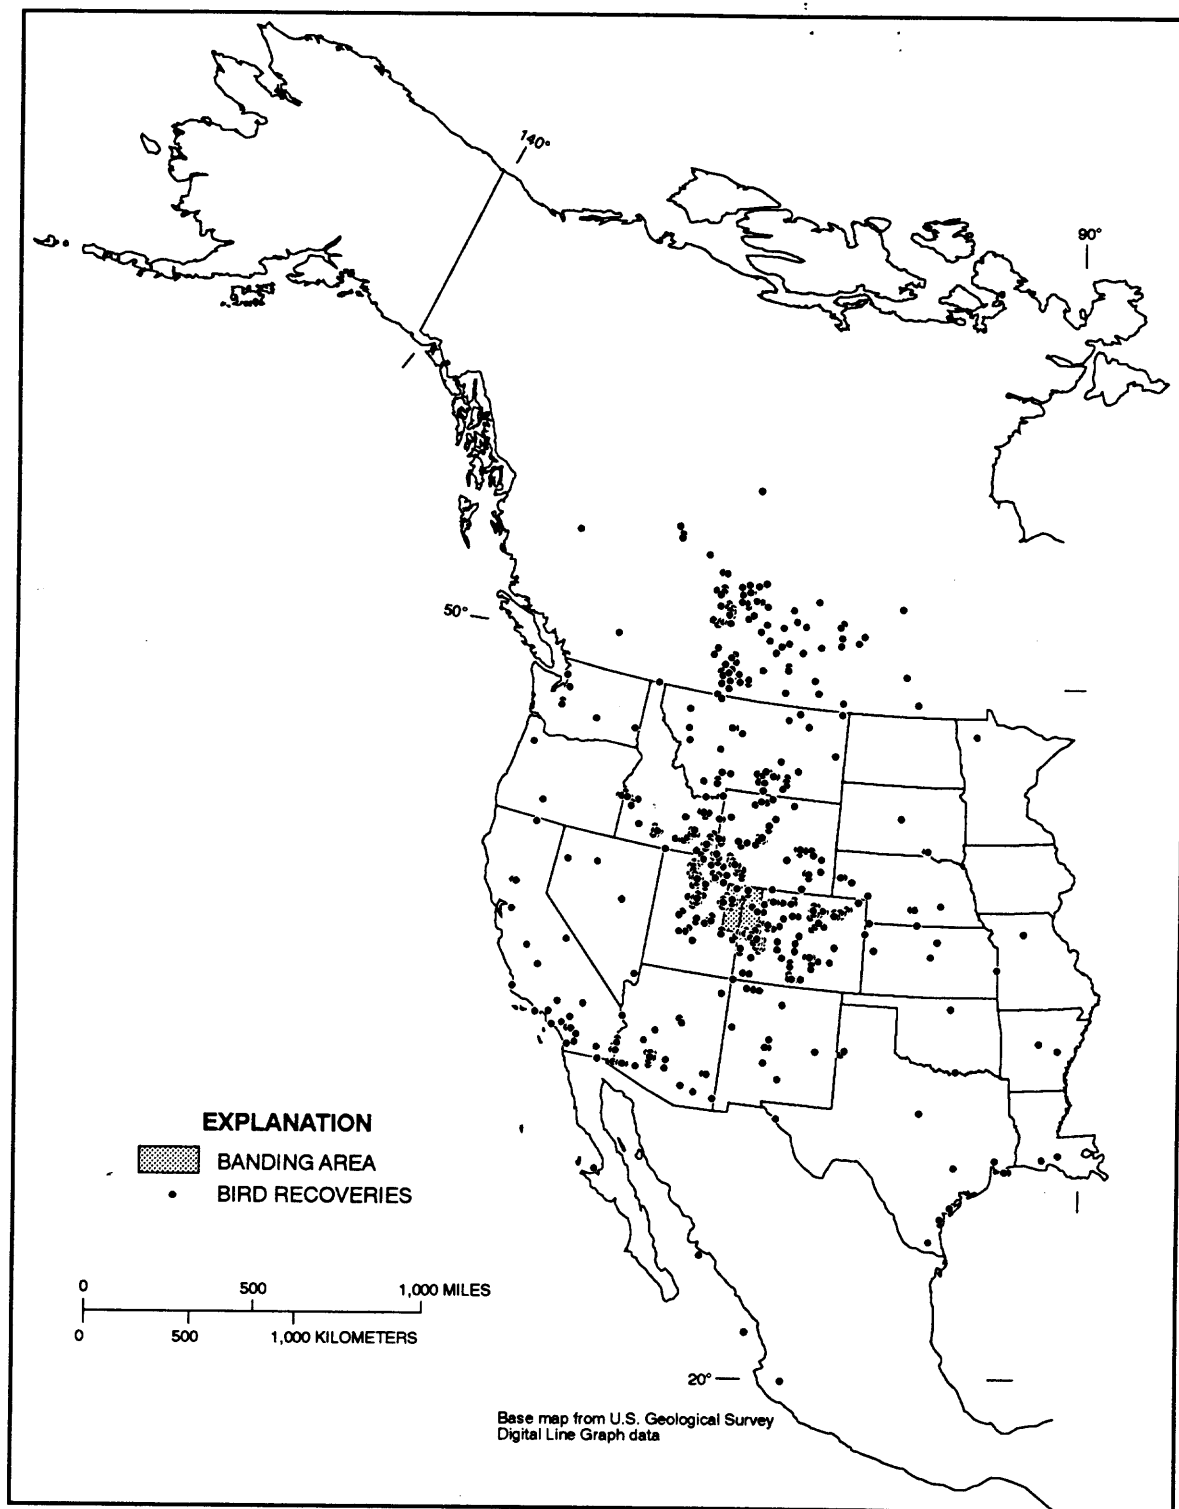 140°
90°
50°
EXPLANATION
BANDING AREA
BIRD RECOVERIES
0 500 1,000 MILES
0 500 1,000 KILOMETERS
20°
Base map from U.S. Geological Survey
Digital Line Graph data